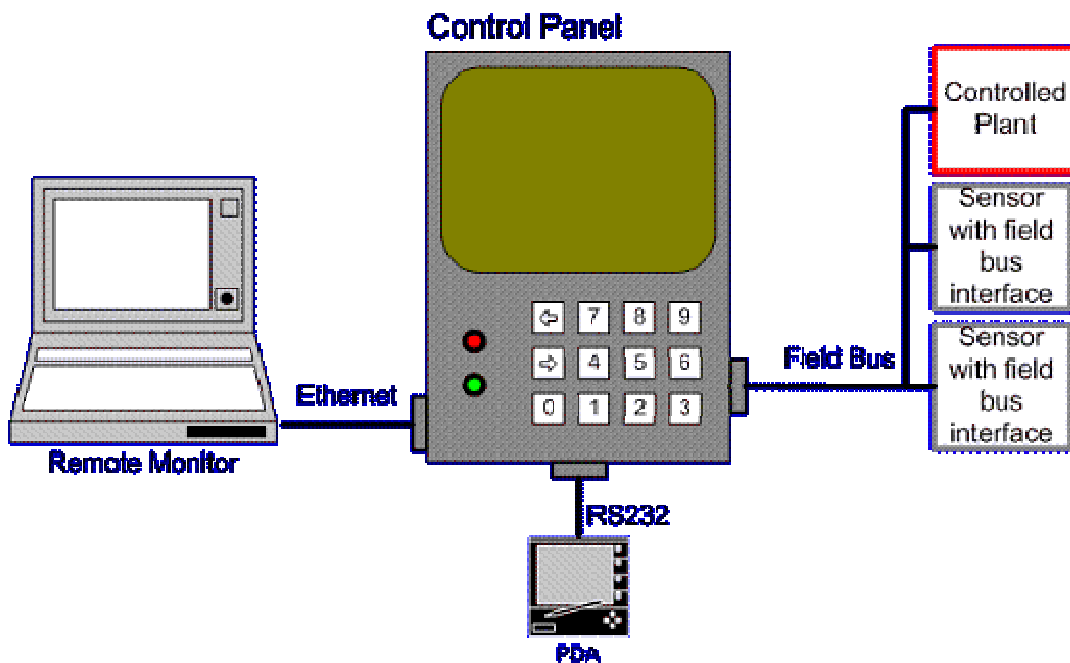 Control Panel
Controlled
Plant
Sensor
with field
bus
interface
7 8 9
4 5 6
0 1 2 3
Field Bus
Sensor
with field
bus
interface
Ethernet
Remote Monitor
RS232
PDA